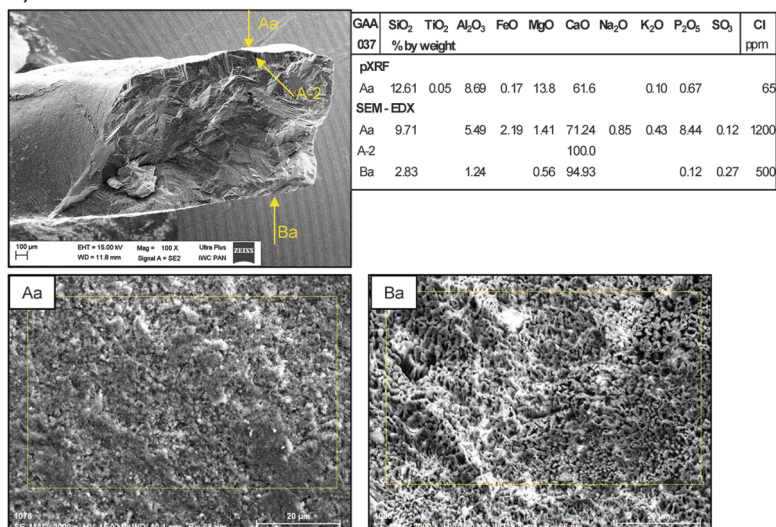 Aa
A-2
Ba
100 µm EHT = 15.00 kV Mag = 100 X Ultra Plus ZEISS
WD = 11.8 mm Signal A = SE2 IWC PAN
GAA SiO₂ TiO₂ Al₂O₃ FeO MgO CaO Na₂O K₂O P₂O₅ SO₃ Cl
037 % by weight ppm
pXRF
Aa 12.61 0.05 8.69 0.17 13.8 61.6 0.10 0.67 65
SEM - EDX
Aa 9.71 5.49 2.19 1.41 71.24 0.85 0.43 8.44 0.12 1200
A-2 100.0
Ba 2.83 1.24 0.56 94.93 0.12 0.27 500
Aa
20 µm
Ba